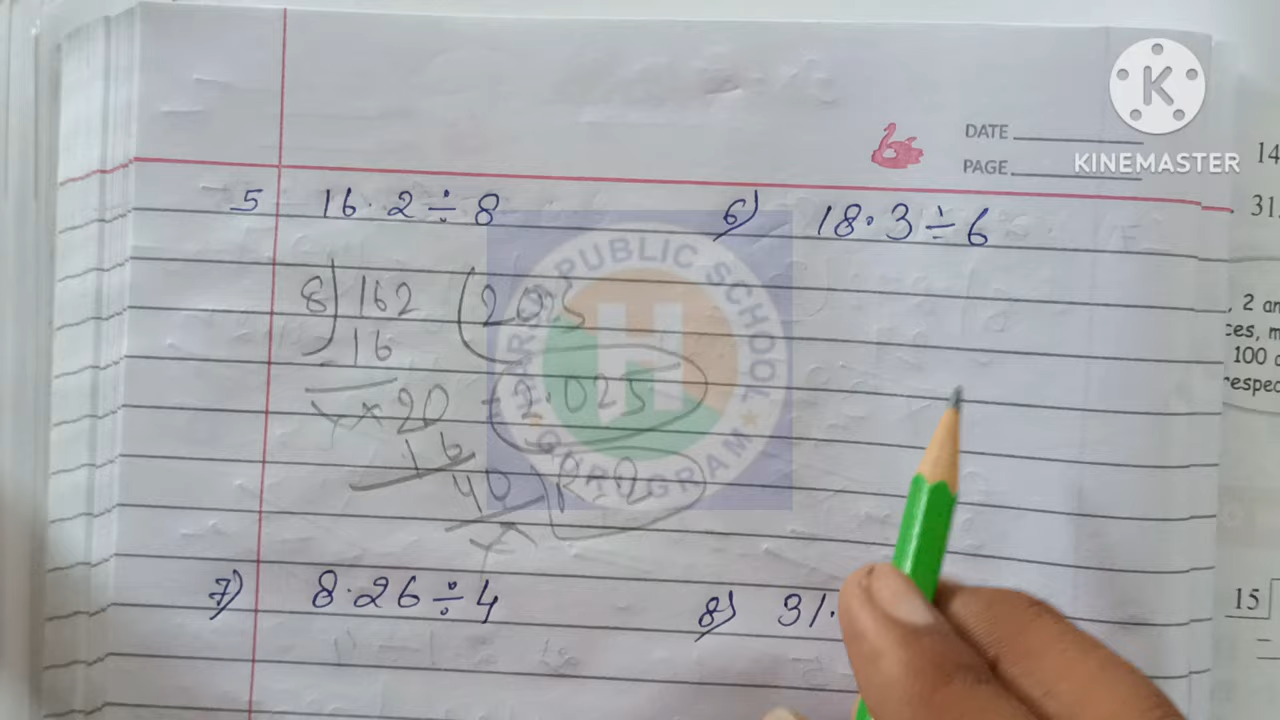 K
KINEMASTER
DATE
PAGE
14
31.
5 16.2 ÷ 8
6) 18.3 ÷ 6
8) 162 ( 2025
16
××20
2.025
16
40
×
7) 8.26 ÷ 4
8) 31.
, 2 an
ces, m
100
respec
15
PUBLIC SCHOOL
H